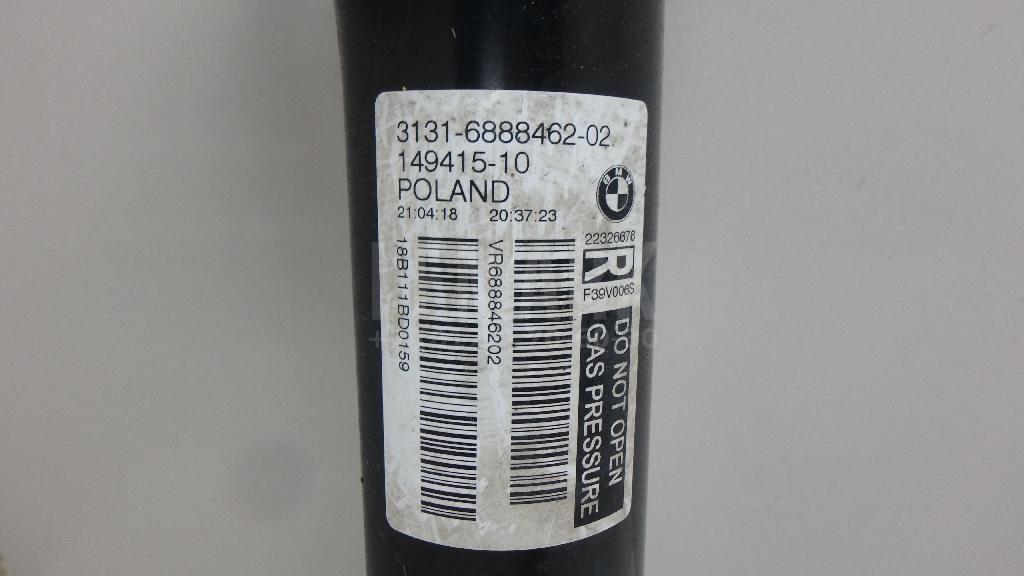 3131-6888462-02
149415-10
POLAND
21:04:18 20:37:23
BMW
22326676
R
F39V006S
18B111BD0159
VR688846202
DO NOT OPEN
GAS PRESSURE